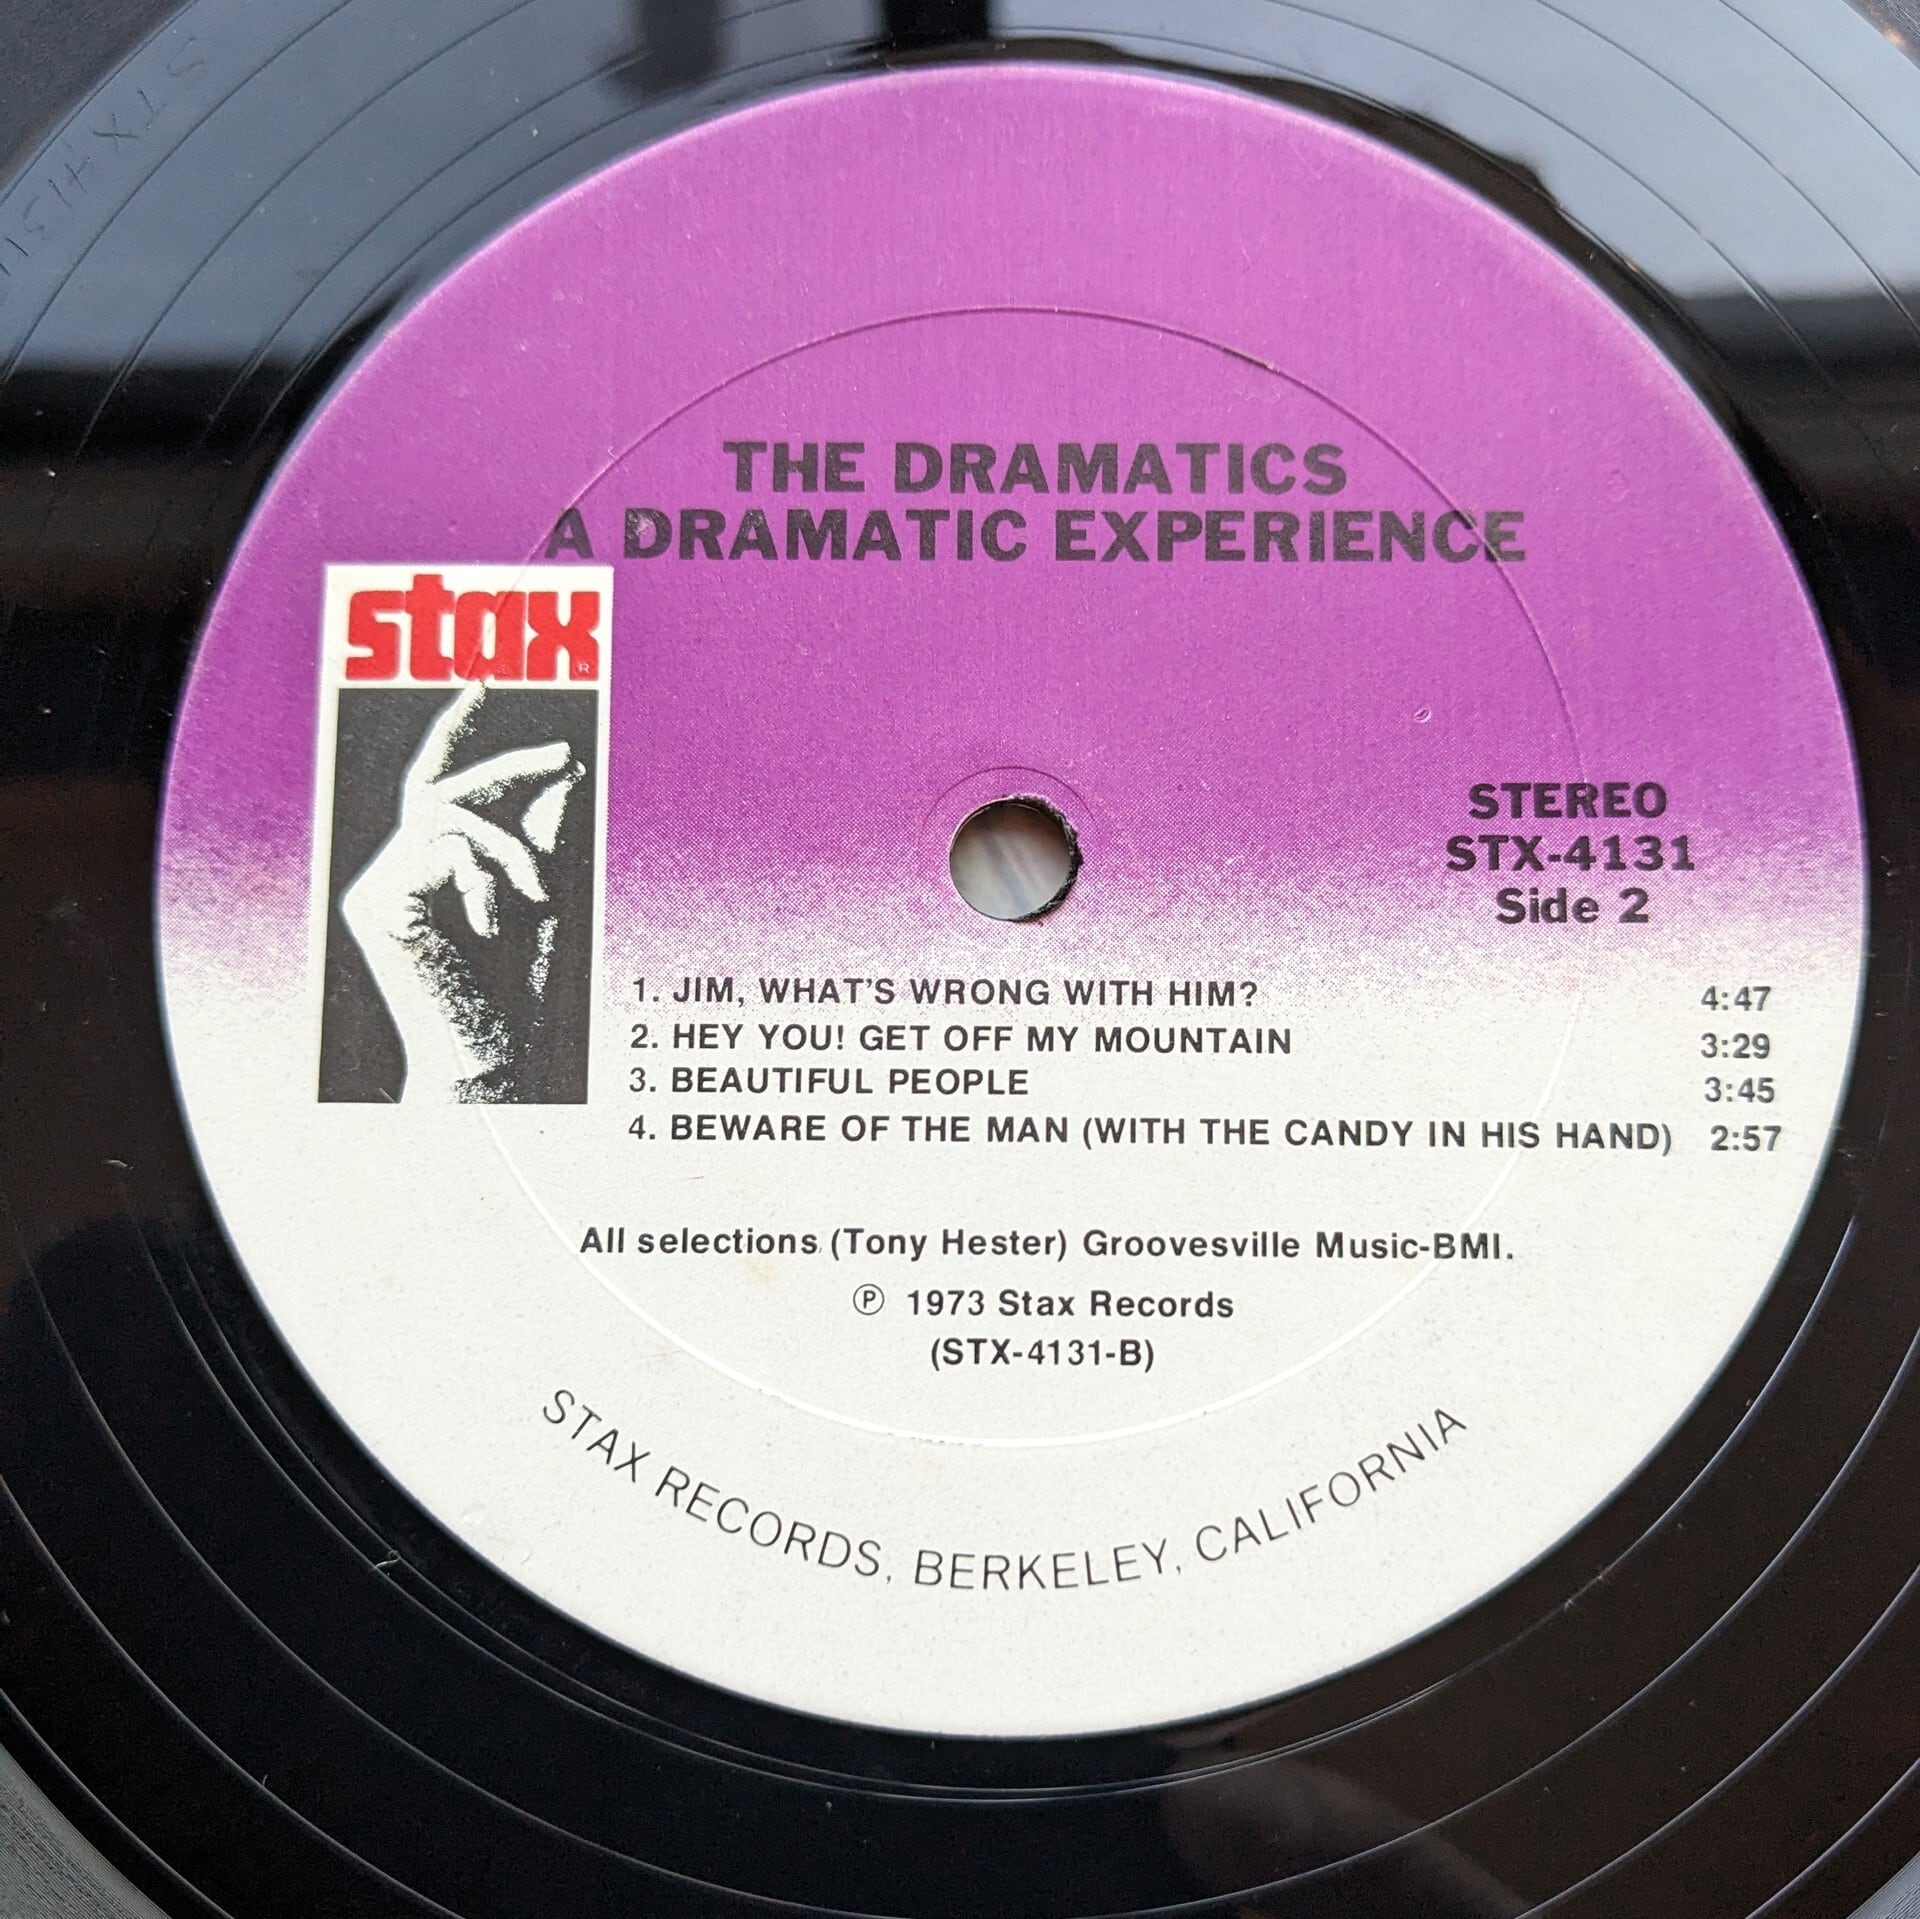 THE DRAMATICS
A DRAMATIC EXPERIENCE
stax ®
STEREO
STX-4131
Side 2
1. JIM, WHAT'S WRONG WITH HIM? 4:47
2. HEY YOU! GET OFF MY MOUNTAIN 3:29
3. BEAUTIFUL PEOPLE 3:45
4. BEWARE OF THE MAN (WITH THE CANDY IN HIS HAND) 2:57
All selections (Tony Hester) Groovesville Music-BMI.
℗ 1973 Stax Records
(STX-4131-B)
STAX RECORDS, BERKELEY, CALIFORNIA